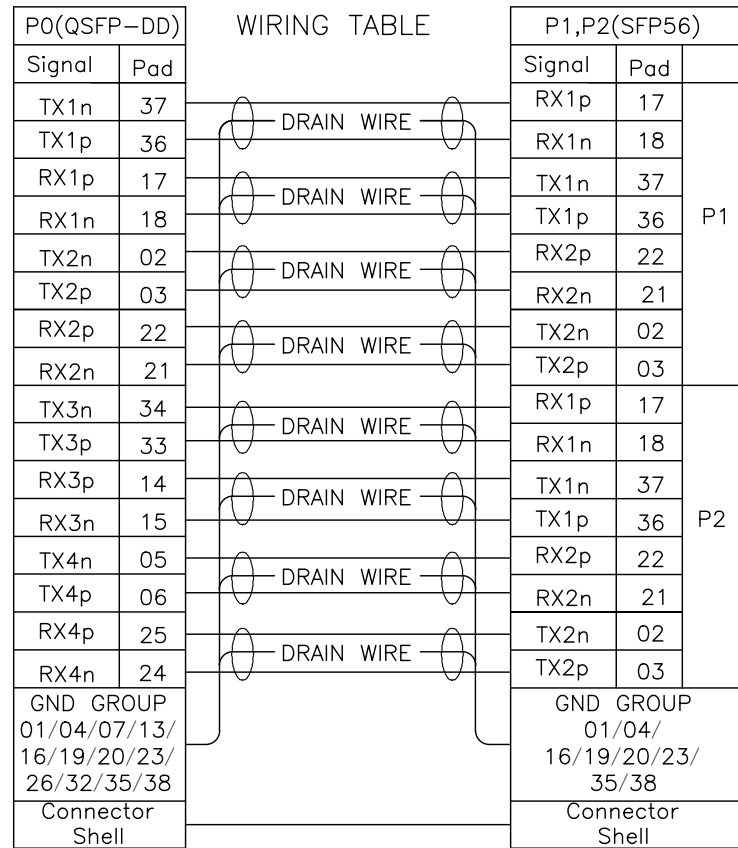 P0(QSFP-DD) WIRING TABLE P1,P2(SFP56)
Signal Pad Signal Pad
TX1n 37 RX1p 17
DRAIN WIRE
TX1p 36 RX1n 18
RX1p 17 TX1n 37
DRAIN WIRE
RX1n 18 TX1p 36 P1
TX2n 02 RX2p 22
DRAIN WIRE
TX2p 03 RX2n 21
RX2p 22 TX2n 02
DRAIN WIRE
RX2n 21 TX2p 03
TX3n 34 RX1p 17
DRAIN WIRE
TX3p 33 RX1n 18
RX3p 14 TX1n 37
DRAIN WIRE
RX3n 15 TX1p 36 P2
TX4n 05 RX2p 22
DRAIN WIRE
TX4p 06 RX2n 21
RX4p 25 TX2n 02
DRAIN WIRE
RX4n 24 TX2p 03
GND GROUP GND GROUP
01/04/07/13/ 01/04/
16/19/20/23/ 16/19/20/23/
26/32/35/38 35/38
Connector Connector
Shell Shell